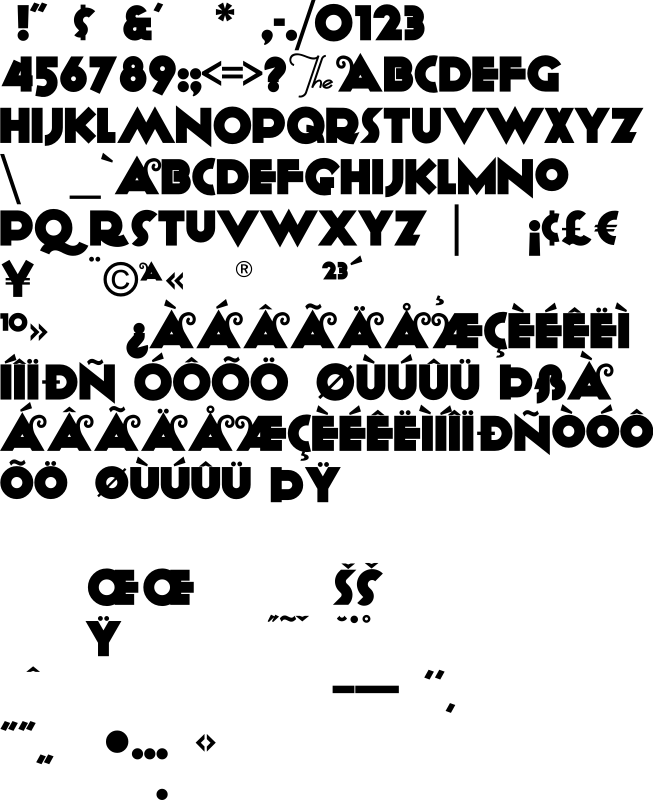 !" $ &' * ,-./0123
456789:;<=>? The ABCDEFG
HIJKLMNOPQRSTUVWXYZ
\ _`ABCDEFGHIJKLMNO
PQRSTUVWXYZ | ¡¢£€
¥ ¨©ª« ® ²³´
¸
¹º» ¿ÀÁÂÃÄÅÆÇÈÉÊËÌ
ÍÎÏÐÑ ÓÔÕÖ ØÙÚÛÜ ÞßÀ
ÁÂÃÄÅÆÇÈÉÊËÌÍÎÏÐÑÒÓÔ
ÕÖ ØÙÚÛÜ ÞŸ
ŒŒ ŠŠ
Ÿ ˝˜ˇ ˘˙˚
ˆ –— "
‚
""
„ •… ‹›
.